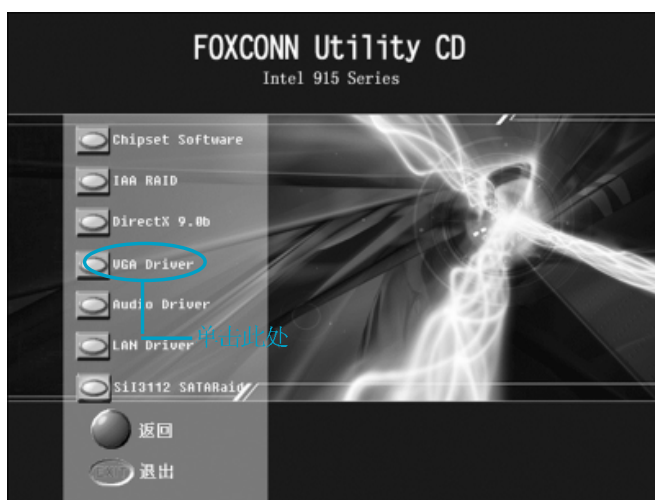 FOXCONN Utility CD
Intel 915 Series
Chipset Software
IAA RAID
DirectX 9.0b
VGA Driver
Audio Driver
LAN Driver
单击此处
SiI3112 SATARaid
返回
EXIT 退出